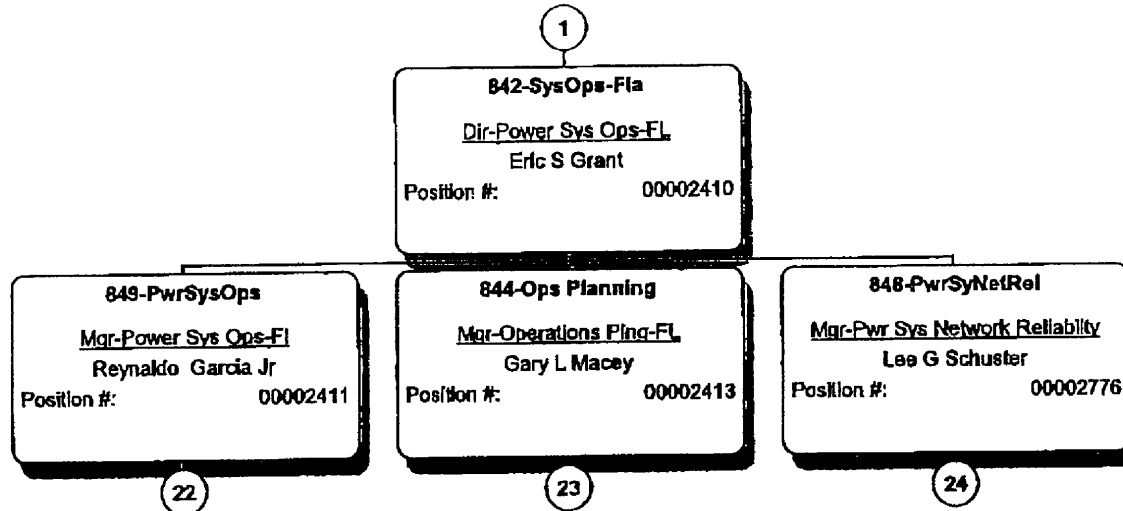 1
842-SysOps-Fla
Dir-Power Sys Ops-FL
Eric S Grant
Position #: 00002410
849-PwrSysOps
Mgr-Power Sys Ops-Fl
Reynaldo Garcia Jr
Position #: 00002411
22
844-Ops Planning
Mgr-Operations Plng-FL
Gary L Macey
Position #: 00002413
23
848-PwrSyNetRel
Mgr-Pwr Sys Network Reliablity
Lee G Schuster
Position #: 00002776
24